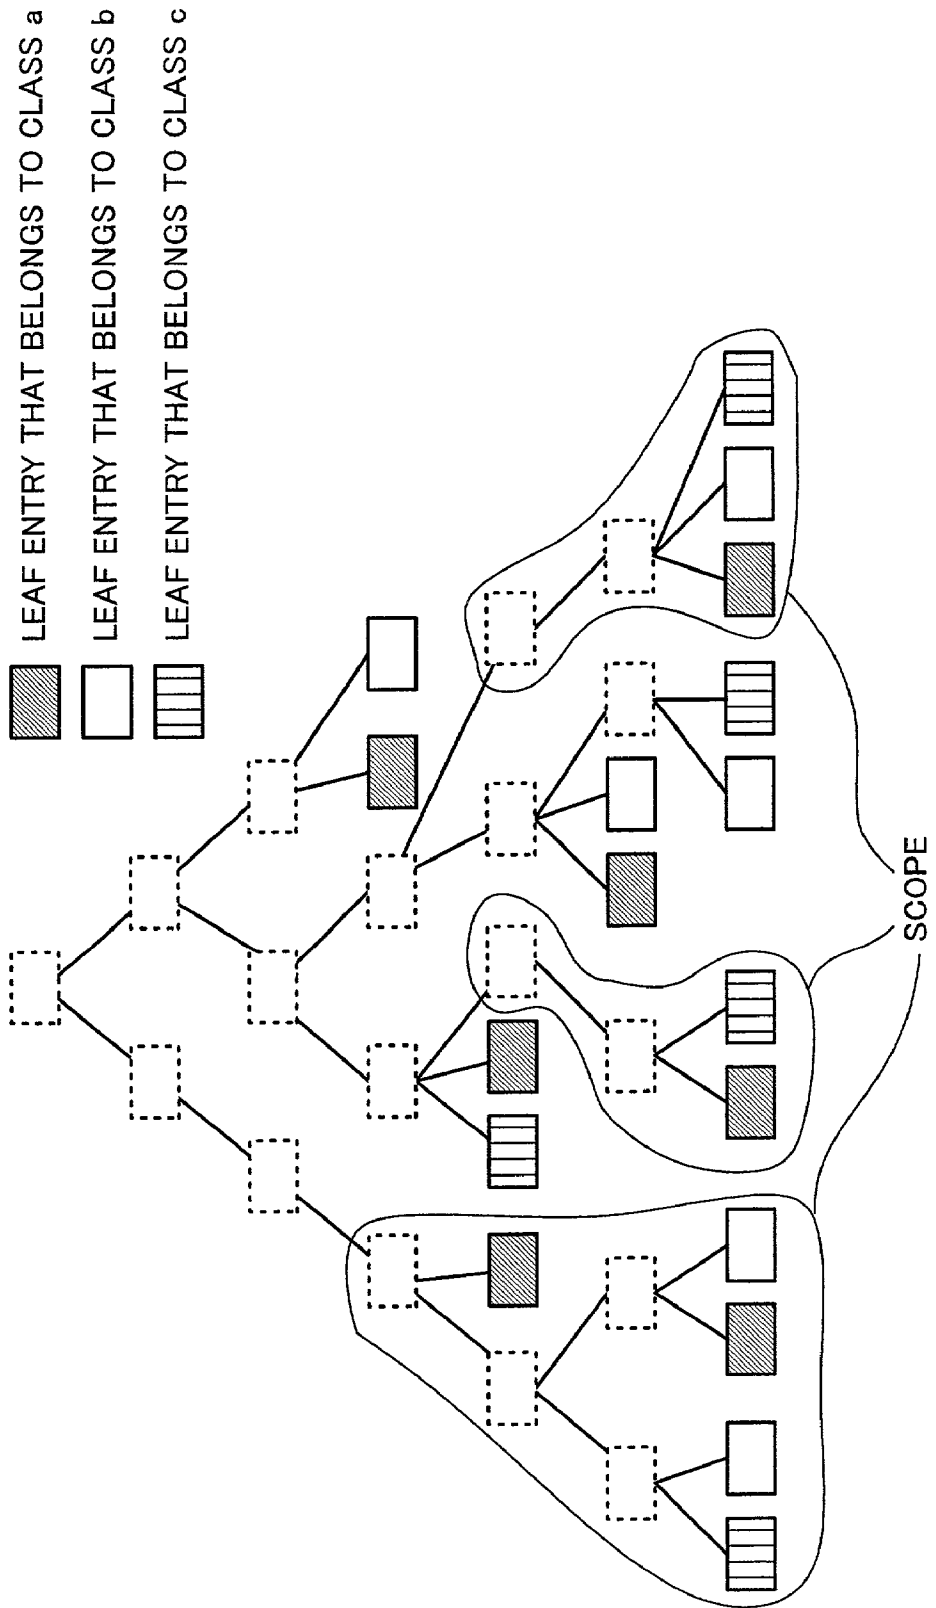 LEAF ENTRY THAT BELONGS TO CLASS a
LEAF ENTRY THAT BELONGS TO CLASS b
LEAF ENTRY THAT BELONGS TO CLASS c
SCOPE